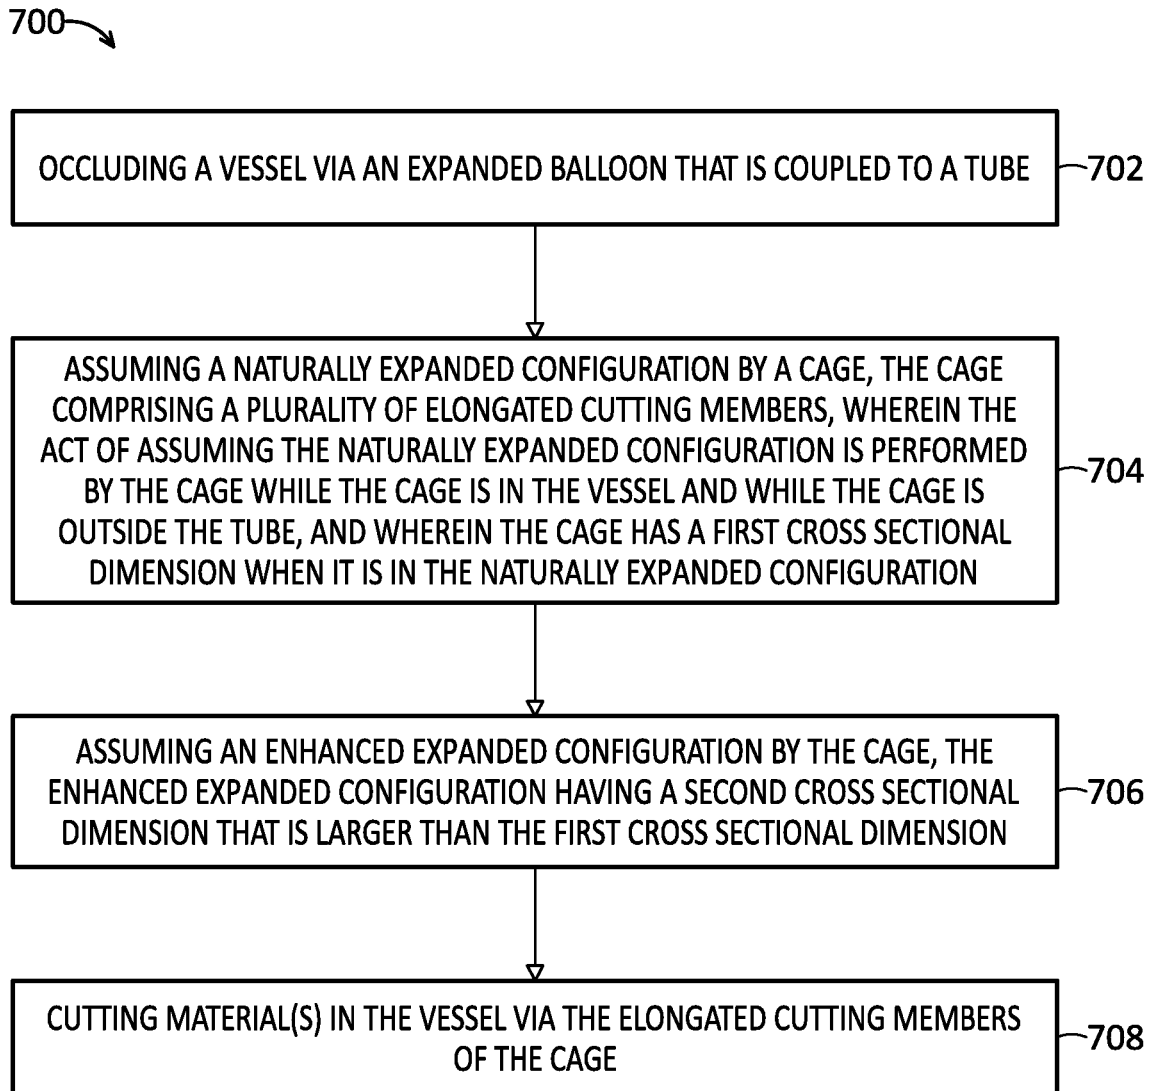 700
OCCLUDING A VESSEL VIA AN EXPANDED BALLOON THAT IS COUPLED TO A TUBE
702
ASSUMING A NATURALLY EXPANDED CONFIGURATION BY A CAGE, THE CAGE
COMPRISING A PLURALITY OF ELONGATED CUTTING MEMBERS, WHEREIN THE
ACT OF ASSUMING THE NATURALLY EXPANDED CONFIGURATION IS PERFORMED
BY THE CAGE WHILE THE CAGE IS IN THE VESSEL AND WHILE THE CAGE IS
OUTSIDE THE TUBE, AND WHEREIN THE CAGE HAS A FIRST CROSS SECTIONAL
DIMENSION WHEN IT IS IN THE NATURALLY EXPANDED CONFIGURATION
704
ASSUMING AN ENHANCED EXPANDED CONFIGURATION BY THE CAGE, THE
ENHANCED EXPANDED CONFIGURATION HAVING A SECOND CROSS SECTIONAL
DIMENSION THAT IS LARGER THAN THE FIRST CROSS SECTIONAL DIMENSION
706
CUTTING MATERIAL(S) IN THE VESSEL VIA THE ELONGATED CUTTING MEMBERS
OF THE CAGE
708